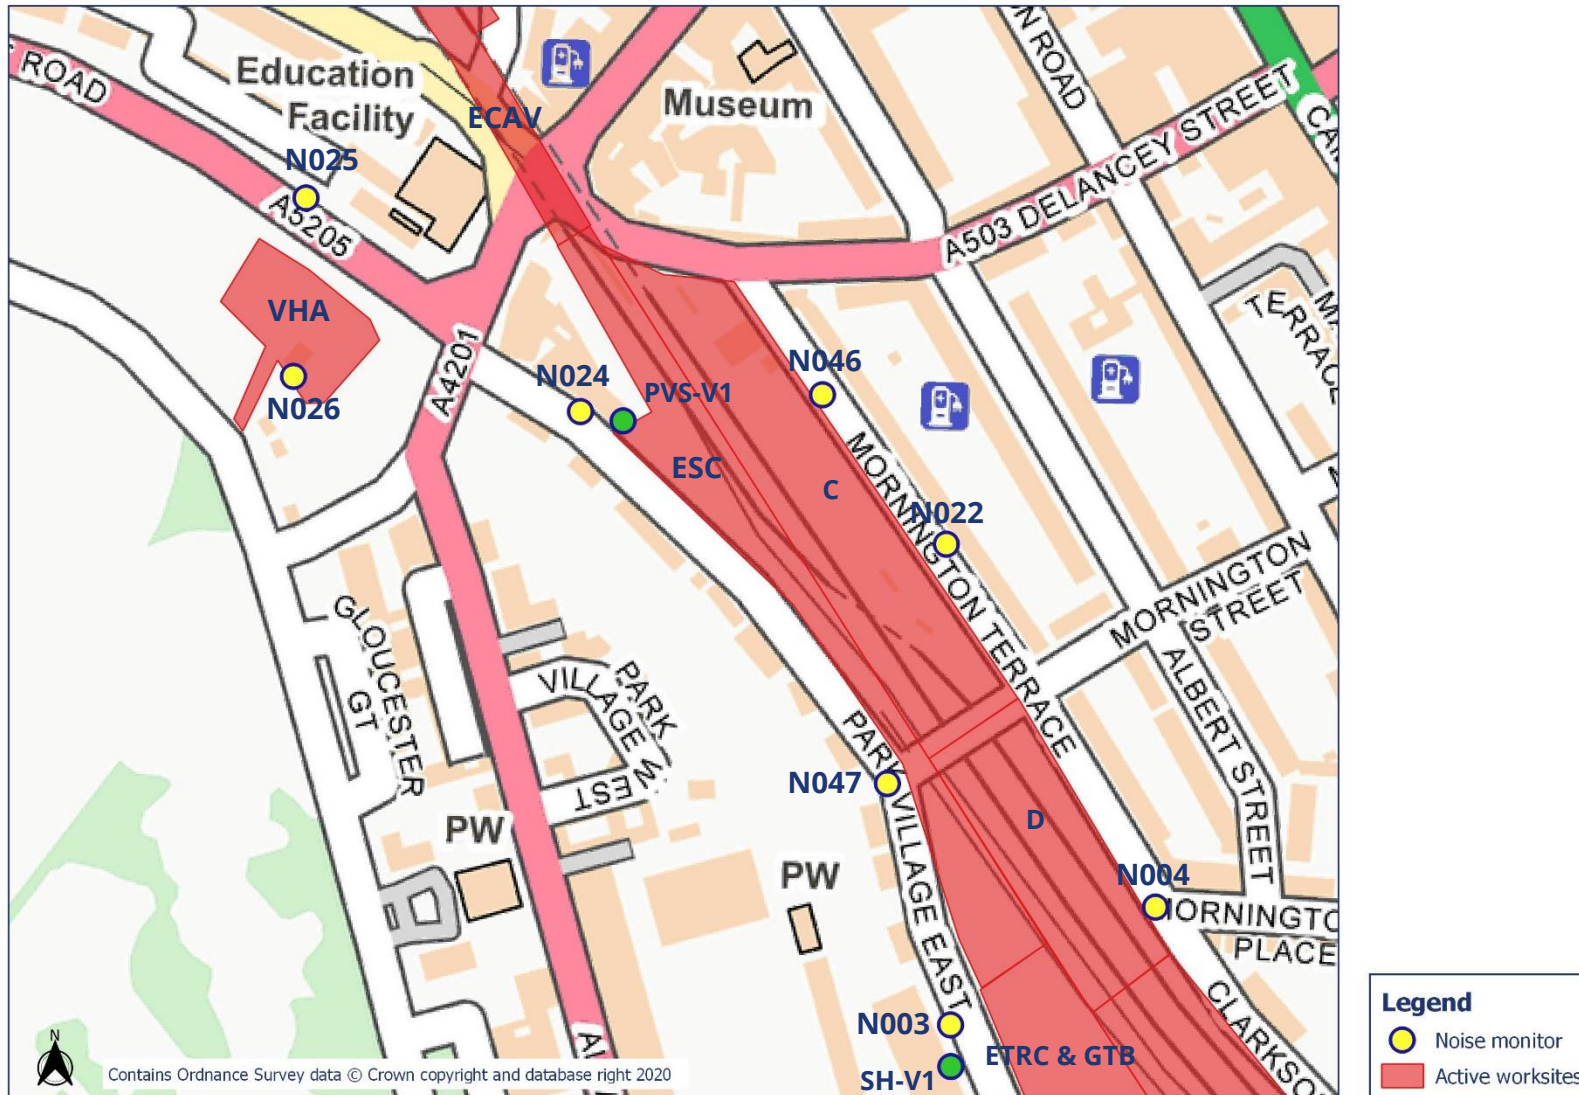 ROAD
Education
Facility
ECAV
Museum
N ROAD
A503 DELANCEY STREET
N025
A5205
VHA
N026
A4201
N024
PVS-V1
N046
TERRACE
ESC
C
N022
MORNINGTON TERRACE
MORNINGTON
STREET
ALBERT STREET
GLOUCESTER
GT
PARK
VILLAGE WEST
PW
N047
PARK VILLAGE EAST
D
PW
N004
MORNINGTO
PLACE
N003
ETRC & GTB
SH-V1
CLARKSO
N
Contains Ordnance Survey data © Crown copyright and database right 2020
Legend
Noise monitor
Active worksites